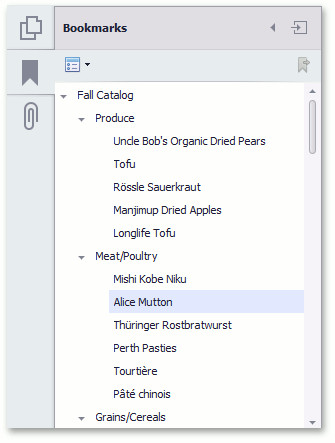 Bookmarks
Fall Catalog
Produce
Uncle Bob's Organic Dried Pears
Tofu
Rössle Sauerkraut
Manjimup Dried Apples
Longlife Tofu
Meat/Poultry
Mishi Kobe Niku
Alice Mutton
Thüringer Rostbratwurst
Perth Pasties
Tourtière
Pâté chinois
Grains/Cereals